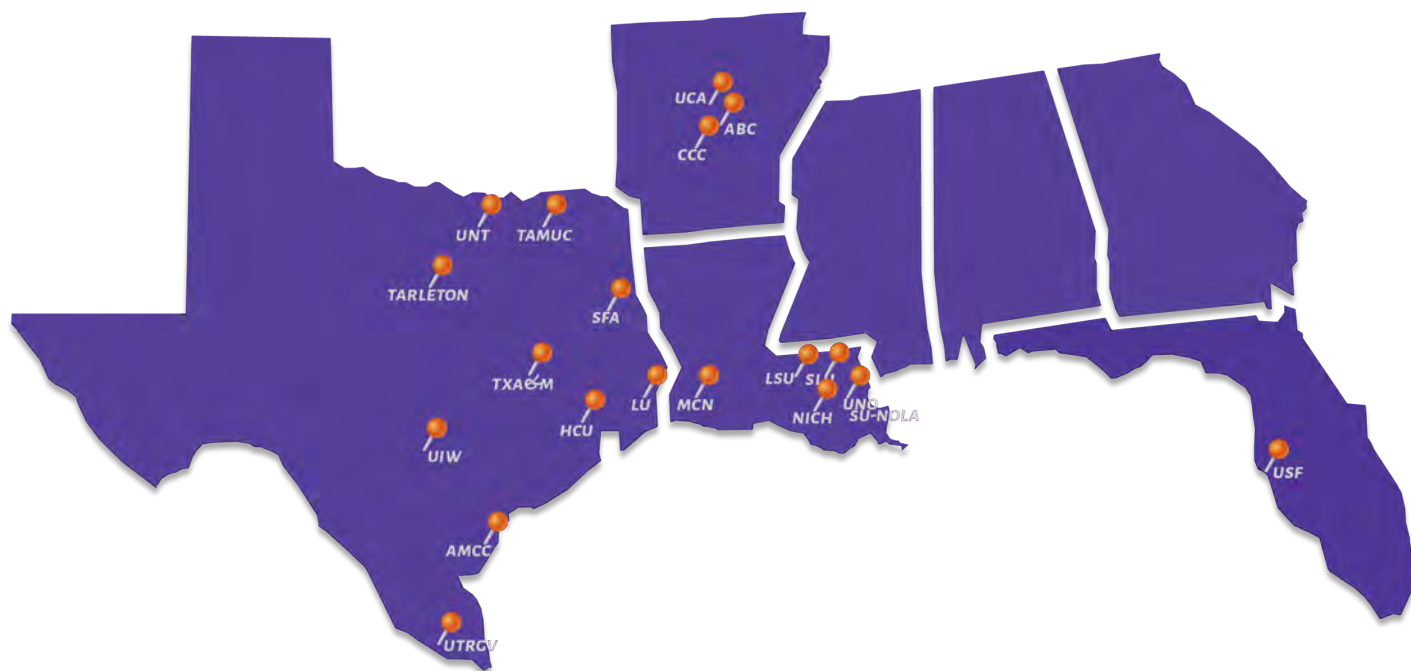 UCA
ABC
CCC
UNT
TAMUC
TARLETON
SFA
TXA&M
LU
MCN
LSU
SLU
UNO
HCU
NICH
SU-NOLA
UIW
USF
AMCC
UTRGV